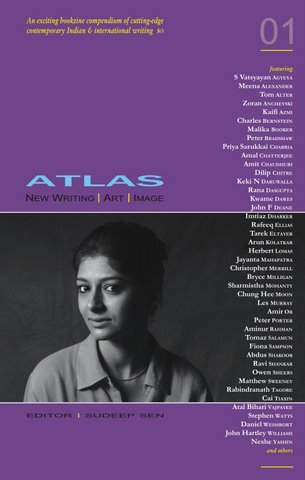 An exciting bookzine compendium of cutting-edge
contemporary Indian & international writing
01
featuring
S Vatsyayan AGYEYA
Meena ALEXANDER
Tom ALTER
Zoran ANCHEVSKI
Kaifi AZMI
Charles BERNSTEIN
Malika BOOKER
Peter BRADSHAW
Priya Sarukkai CHABRIA
Amal CHATTERJEE
Amit CHAUDHURI
Dilip CHITRE
Keki N DARUWALLA
Rana DASGUPTA
Kwame DAWES
John F DEANE
Imtiaz DHARKER
Rafeeq ELLIAS
Tarek ELTAYEB
Arun KOLATKAR
Herbert LOMAS
Jayanta MAHAPATRA
Christopher MERRILL
Bryce MILLIGAN
Sharmistha MOHANTY
Chung Hee MOON
Les MURRAY
Amir OR
Peter PORTER
Aminur RAHMAN
Tomaz SALAMUN
Fiona SAMPSON
Abdus SHAKOOR
Ravi SHANKAR
Owen SHEERS
Matthew SWEENEY
Rabindranath TAGORE
Cai TIAXIN
Atal Bihari VAJPAYEE
Stephen WATTS
Daniel WEISSBORT
John Hartley WILLIAMS
Neshe YASHIN
and others
ATLAS
NEW WRITING | ART | IMAGE
EDITOR | SUDEEP SEN